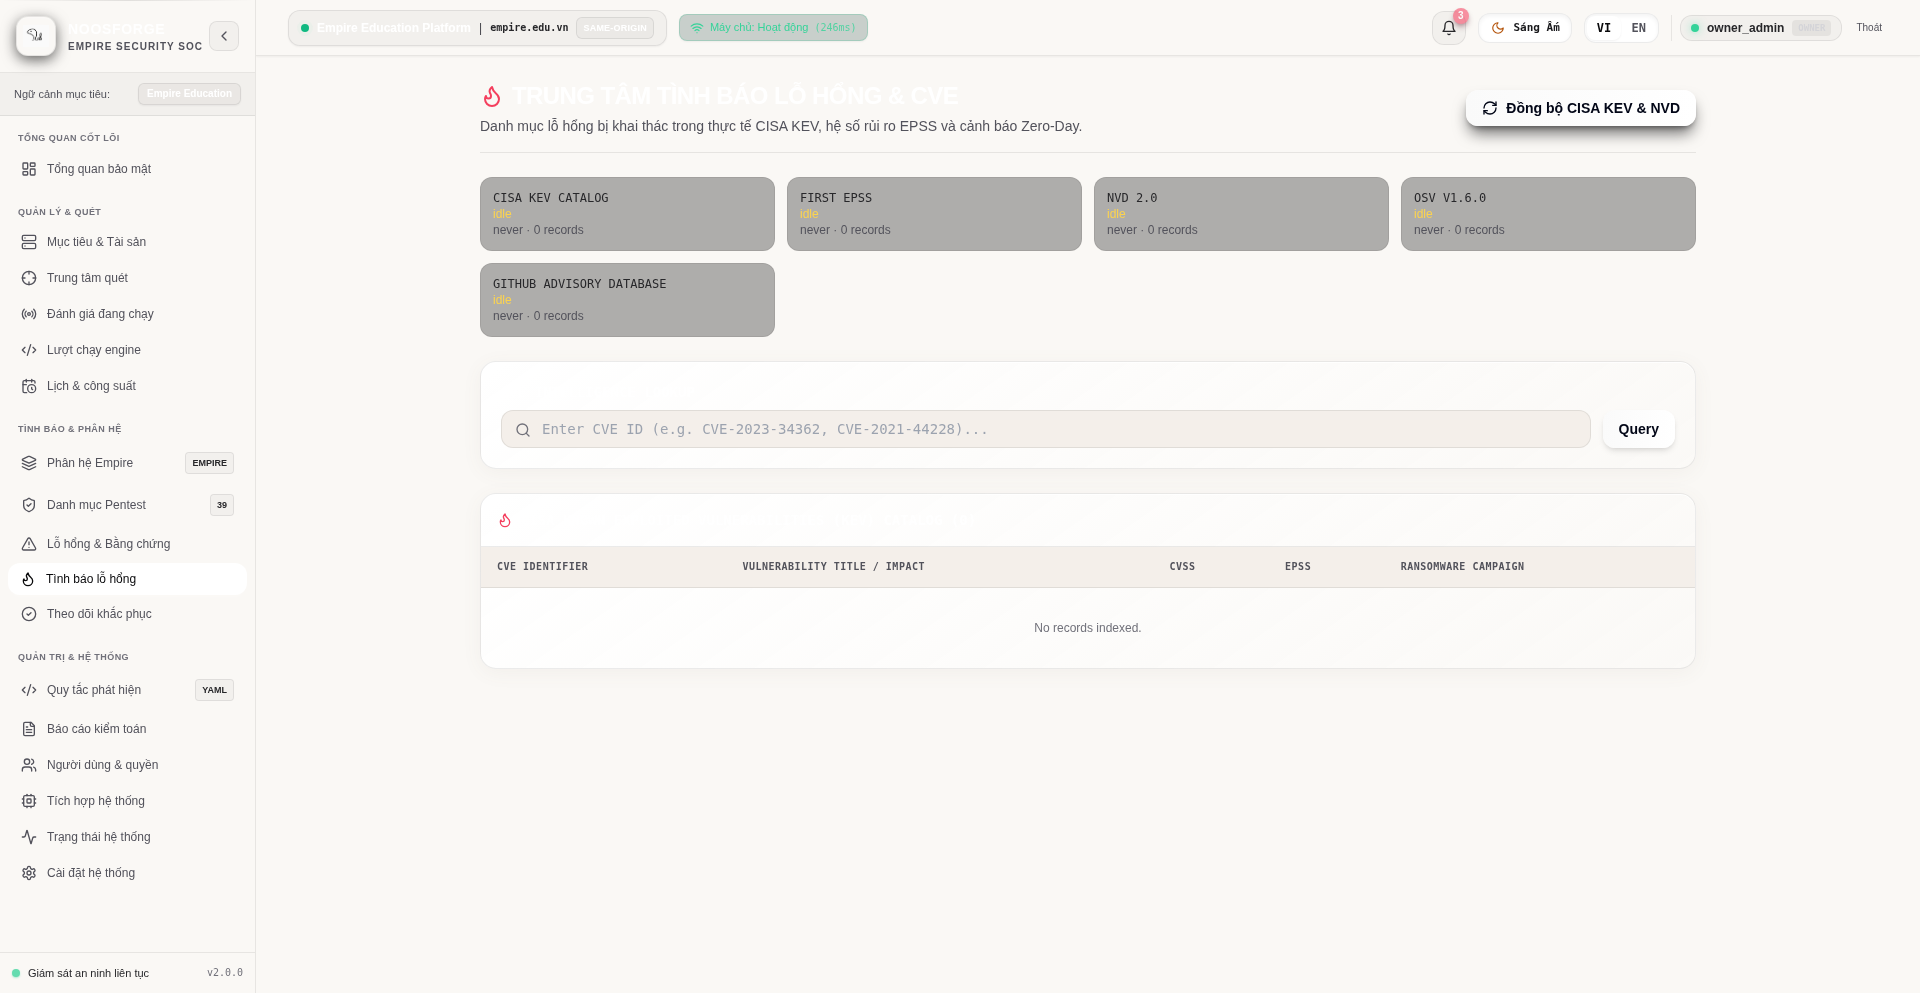 NOOSFORGE
EMPIRE SECURITY SOC
Ngữ cảnh mục tiêu:
Empire Education
TỔNG QUAN CỐT LÕI
Tổng quan bảo mật
QUẢN LÝ & QUÉT
Mục tiêu & Tài sản
Trung tâm quét
Đánh giá đang chạy
Lượt chạy engine
Lịch & công suất
TÌNH BÁO & PHÂN HỆ
Phân hệ Empire
EMPIRE
Danh mục Pentest
39
Lỗ hổng & Bằng chứng
Tình báo lỗ hổng
Theo dõi khắc phục
QUẢN TRỊ & HỆ THỐNG
Quy tắc phát hiện
YAML
Báo cáo kiểm toán
Người dùng & quyền
Tích hợp hệ thống
Trạng thái hệ thống
Cài đặt hệ thống
Giám sát an ninh liên tục
v2.0.0
Empire Education Platform | empire.edu.vn SAME-ORIGIN
Máy chủ: Hoạt động (246ms)
3
Sáng Ấm
VI EN
owner_admin OWNER
Thoát
TRUNG TÂM TÌNH BÁO LỖ HỔNG & CVE
Danh mục lỗ hổng bị khai thác trong thực tế CISA KEV, hệ số rủi ro EPSS và cảnh báo Zero-Day.
Đồng bộ CISA KEV & NVD
CISA KEV CATALOG
idle
never · 0 records
FIRST EPSS
idle
never · 0 records
NVD 2.0
idle
never · 0 records
OSV V1.6.0
idle
never · 0 records
GITHUB ADVISORY DATABASE
idle
never · 0 records
Enter CVE ID (e.g. CVE-2023-34362, CVE-2021-44228)...
Query
CVE IDENTIFIER VULNERABILITY TITLE / IMPACT CVSS EPSS RANSOMWARE CAMPAIGN
No records indexed.